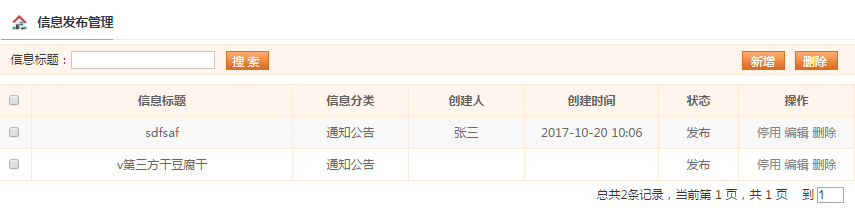 信息发布管理
信息标题： 搜 索 新增 删除
信息标题 信息分类 创建人 创建时间 状态 操作
sdfsaf 通知公告 张三 2017-10-20 10:06 发布 停用 编辑 删除
v第三方干豆腐干 通知公告 发布 停用 编辑 删除
总共2条记录，当前第 1 页，共 1 页 到 1